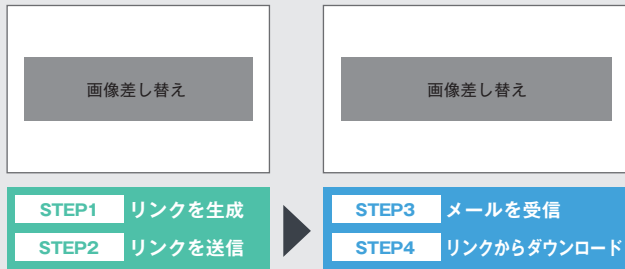 画像差し替え
画像差し替え
STEP1 リンクを生成
STEP2 リンクを送信
STEP3 メールを受信
STEP4 リンクからダウンロード